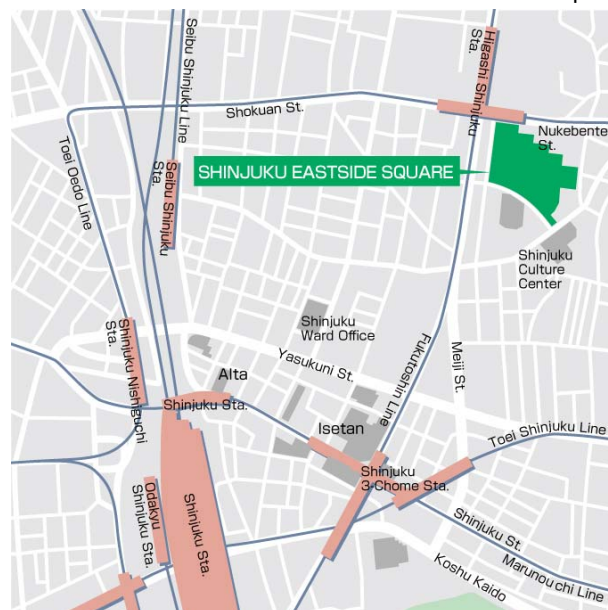 Seibu Shinjuku Line
Higashi Shinjuku
Sta.
Shokuan St.
Nukebente
St.
Toei Oedo Line
Seibu Shinjuku
Sta.
SHINJUKU EASTSIDE SQUARE
Shinjuku
Culture
Center
Shinjuku
Ward Office
Shinjuku Nishiguchi
Sta.
Yasukuni St.
Fukutoshin Line
Meiji St.
Alta
Shinjuku Sta.
Isetan
Toei Shinjuku Line
Shinjuku
3-Chome Sta.
Odakyu
Shinjuku Sta.
Shinjuku Sta.
Shinjuku St.
Marunouchi Line
Koshu Kaido